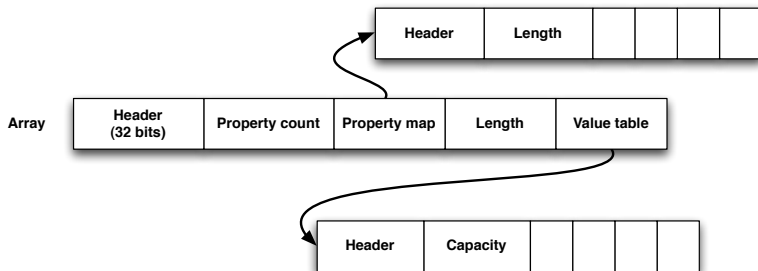 Header Length
Array Header (32 bits) Property count Property map Length Value table
Header Capacity